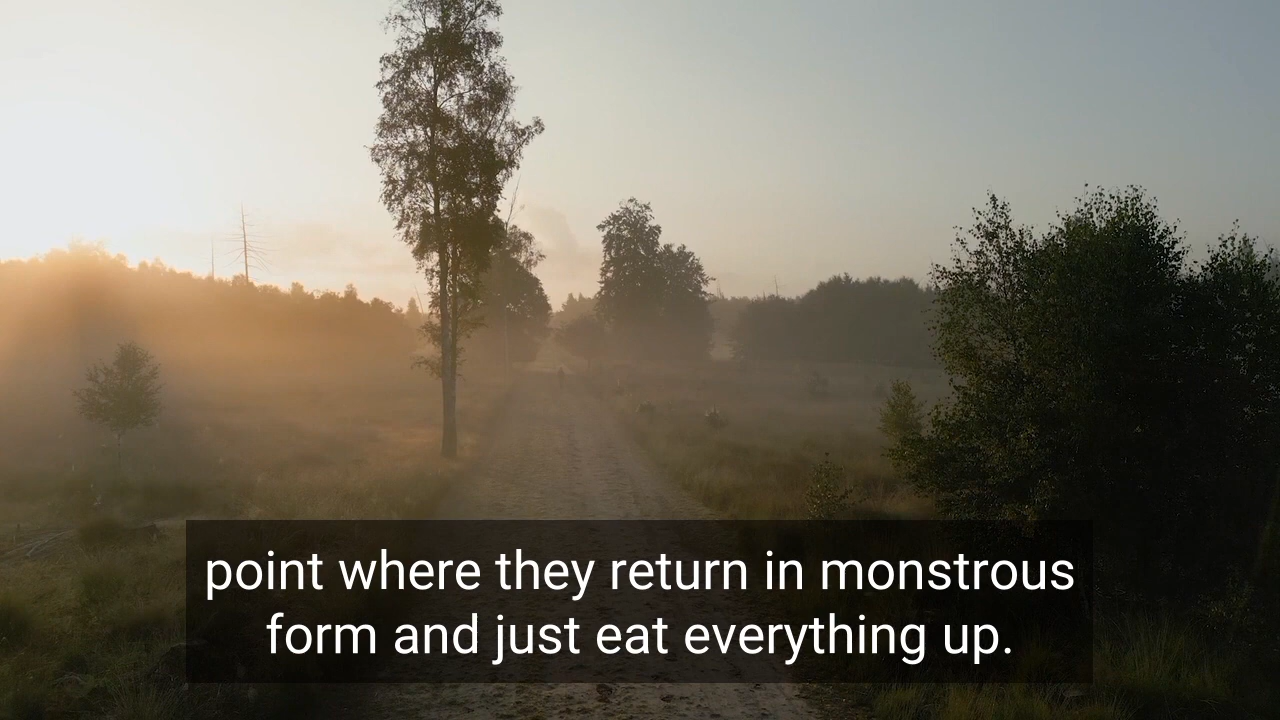 point where they return in monstrous
form and just eat everything up.